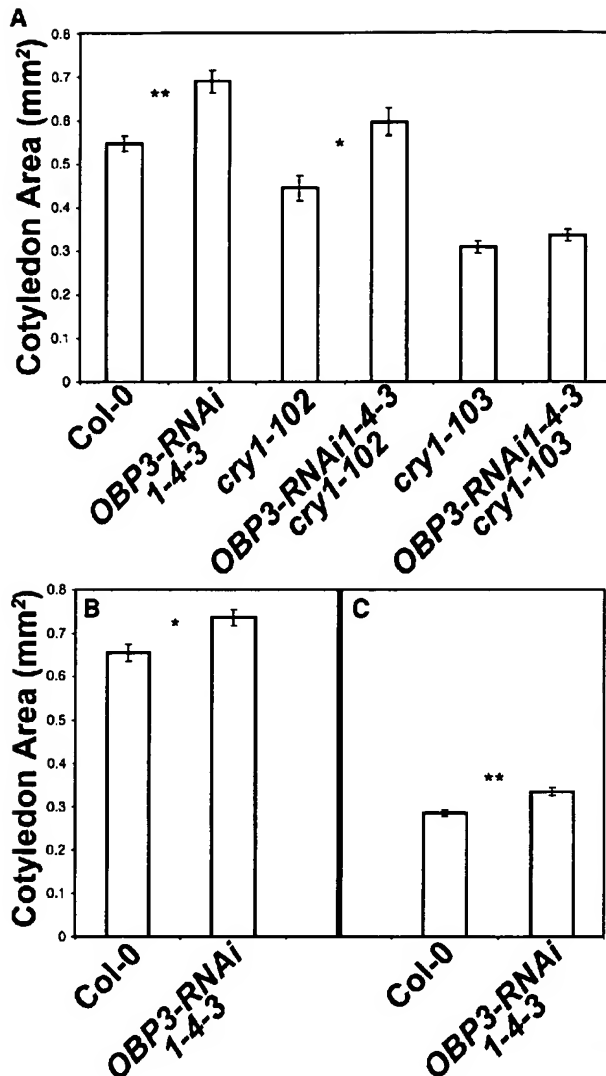 A
Cotyledon Area (mm²)
0.8
0.7
0.6
0.5
0.4
0.3
0.2
0.1
0
**
*
Col-0
OBP3-RNAi
1-4-3
cry1-102
OBP3-RNAi1-4-3
cry1-102
cry1-103
OBP3-RNAi1-4-3
cry1-103
B
C
Cotyledon Area (mm²)
0.8
0.7
0.6
0.5
0.4
0.3
0.2
0.1
0
*
**
Col-0
OBP3-RNAi
1-4-3
Col-0
OBP3-RNAi
1-4-3